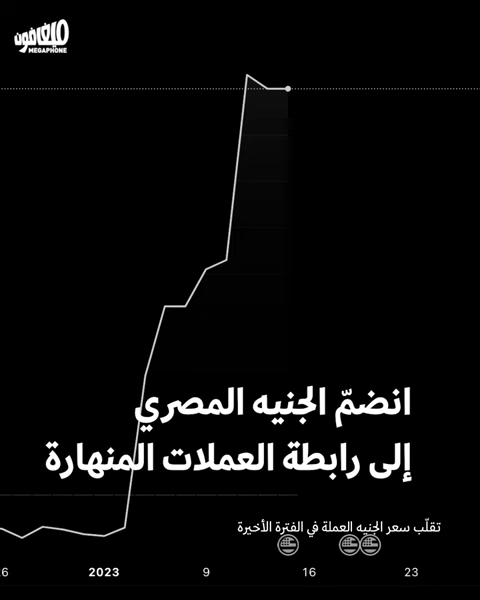 ميغافون
MEGAPHONE
انضمّ الجنيه المصري
إلى رابطة العملات المنهارة
تقلّب سعر الجنيه العملة في الفترة الأخيرة
26 2023 9 16 23